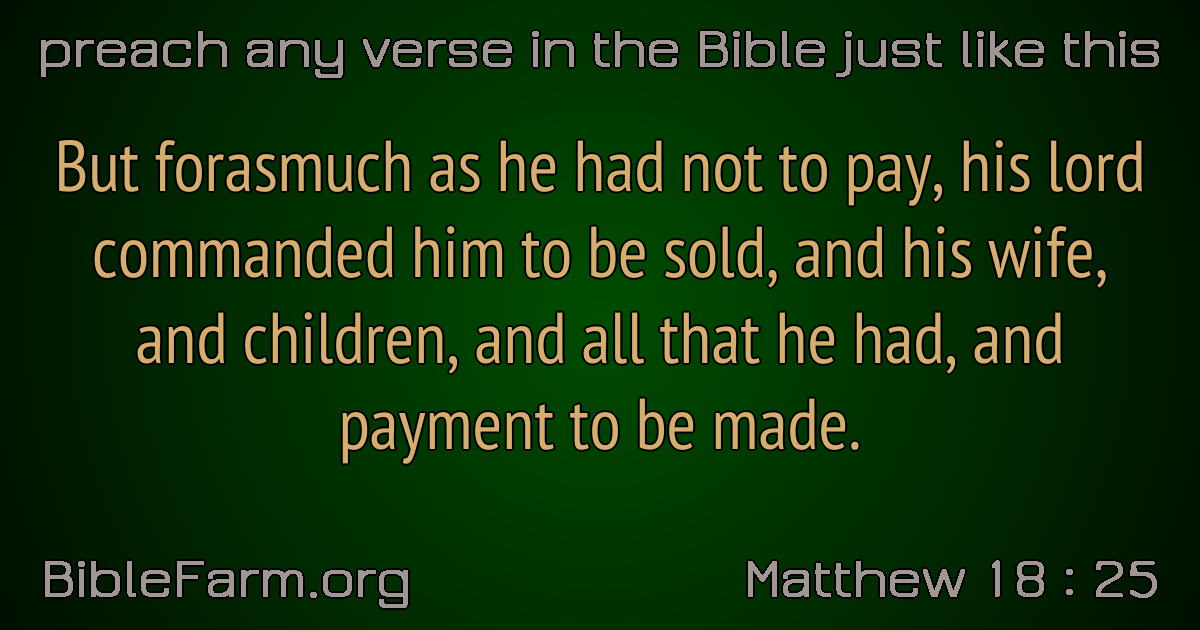 preach any verse in the Bible just like this
But forasmuch as he had not to pay, his lord
commanded him to be sold, and his wife,
and children, and all that he had, and
payment to be made.
BibleFarm.org
Matthew 18 : 25